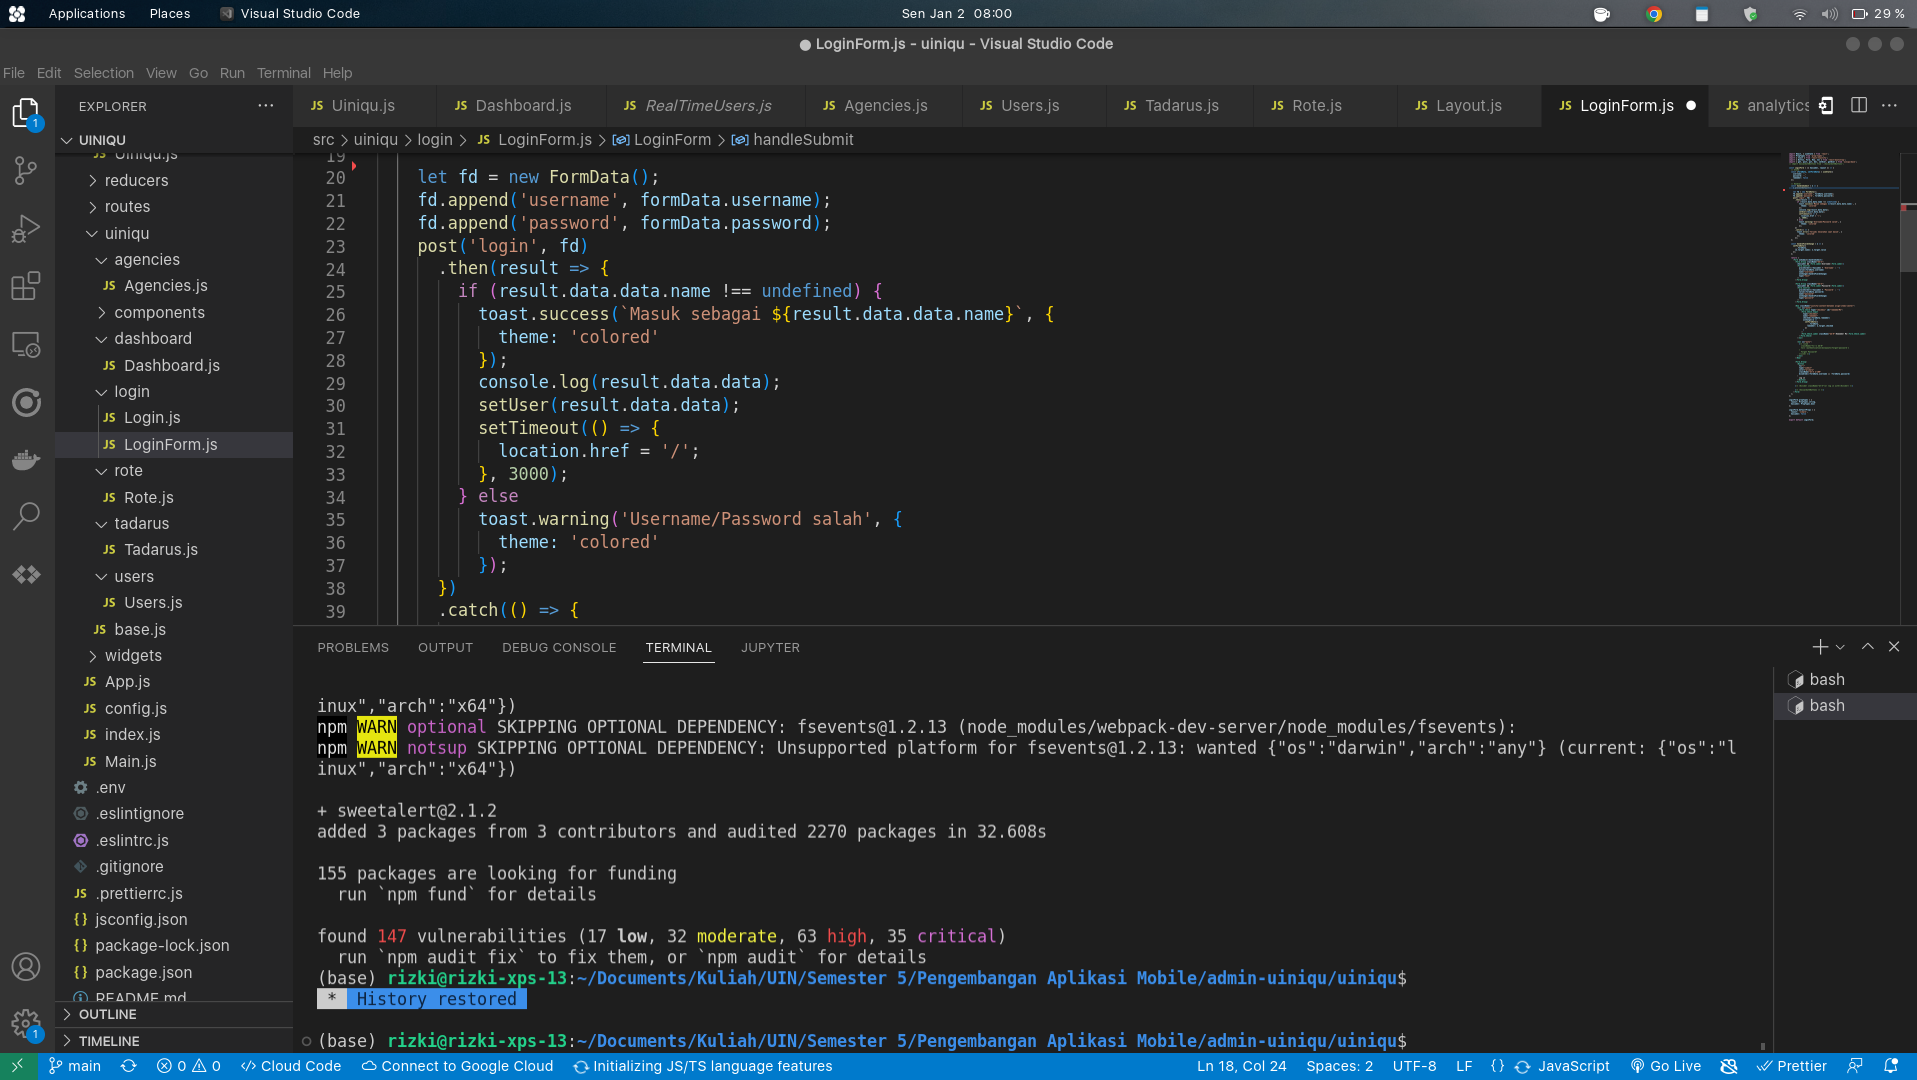 Applications Places Visual Studio Code Sen Jan 2 08:00 29 %
LoginForm.js - uiniqu - Visual Studio Code
File Edit Selection View Go Run Terminal Help
EXPLORER
Uiniqu.js Dashboard.js RealTimeUsers.js Agencies.js Users.js Tadarus.js Rote.js Layout.js LoginForm.js analytics
src > uiniqu > login > JS LoginForm.js > LoginForm > handleSubmit
UINIQU
Uiniqu.js
reducers
routes
uiniqu
agencies
JS Agencies.js
components
dashboard
JS Dashboard.js
login
JS Login.js
JS LoginForm.js
rote
JS Rote.js
tadarus
JS Tadarus.js
users
JS Users.js
JS base.js
widgets
JS App.js
JS config.js
JS index.js
JS Main.js
.env
.eslintignore
.eslintrc.js
.gitignore
JS .prettierrc.js
{} jsconfig.json
{} package-lock.json
{} package.json
README.md
OUTLINE
TIMELINE
19
20 let fd = new FormData();
21 fd.append('username', formData.username);
22 fd.append('password', formData.password);
23 post('login', fd)
24 .then(result => {
25 if (result.data.data.name !== undefined) {
26 toast.success(`Masuk sebagai ${result.data.data.name}`, {
27 theme: 'colored'
28 });
29 console.log(result.data.data);
30 setUser(result.data.data);
31 setTimeout(() => {
32 location.href = '/';
33 }, 3000);
34 } else
35 toast.warning('Username/Password salah', {
36 theme: 'colored'
37 });
38 })
39 .catch(() => {
PROBLEMS OUTPUT DEBUG CONSOLE TERMINAL JUPYTER
bash
bash
inux","arch":"x64"})
npm WARN optional SKIPPING OPTIONAL DEPENDENCY: fsevents@1.2.13 (node_modules/webpack-dev-server/node_modules/fsevents):
npm WARN notsup SKIPPING OPTIONAL DEPENDENCY: Unsupported platform for fsevents@1.2.13: wanted {"os":"darwin","arch":"any"} (current: {"os":"l
inux","arch":"x64"})
+ sweetalert@2.1.2
added 3 packages from 3 contributors and audited 2270 packages in 32.608s
155 packages are looking for funding
run `npm fund` for details
found 147 vulnerabilities (17 low, 32 moderate, 63 high, 35 critical)
run `npm audit fix` to fix them, or `npm audit` for details
(base) rizki@rizki-xps-13:~/Documents/Kuliah/UIN/Semester 5/Pengembangan Aplikasi Mobile/admin-uiniqu/uiniqu$
* History restored
(base) rizki@rizki-xps-13:~/Documents/Kuliah/UIN/Semester 5/Pengembangan Aplikasi Mobile/admin-uiniqu/uiniqu$
main 0 0 Cloud Code Connect to Google Cloud Initializing JS/TS language features Ln 18, Col 24 Spaces: 2 UTF-8 LF {} JavaScript Go Live Prettier